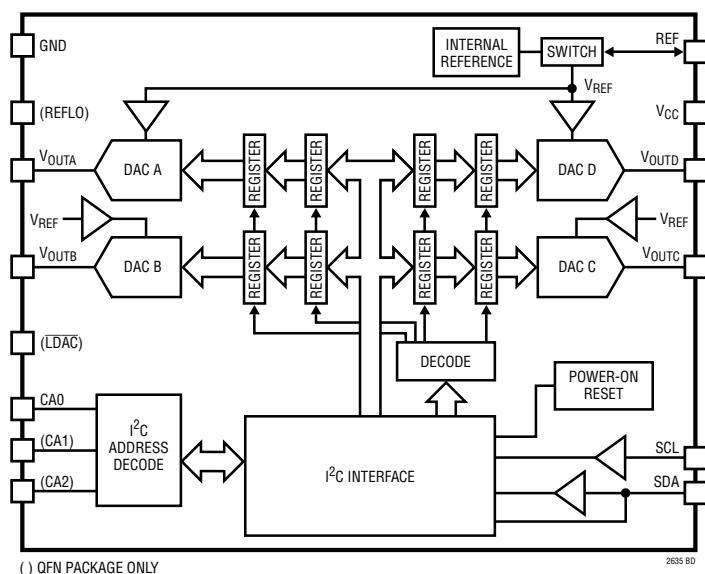 GND
INTERNAL
REFERENCE
SWITCH
REF
VREF
(REFLO)
VCC
VOUTA
DAC A
REGISTER
REGISTER
REGISTER
REGISTER
DAC D
VOUTD
VREF
VREF
VOUTB
DAC B
REGISTER
REGISTER
REGISTER
REGISTER
DAC C
VOUTC
(L̅D̅A̅C̅)
DECODE
POWER-ON
RESET
CA0
(CA1)
(CA2)
I²C
ADDRESS
DECODE
I²C INTERFACE
SCL
SDA
( ) QFN PACKAGE ONLY
2635 BD